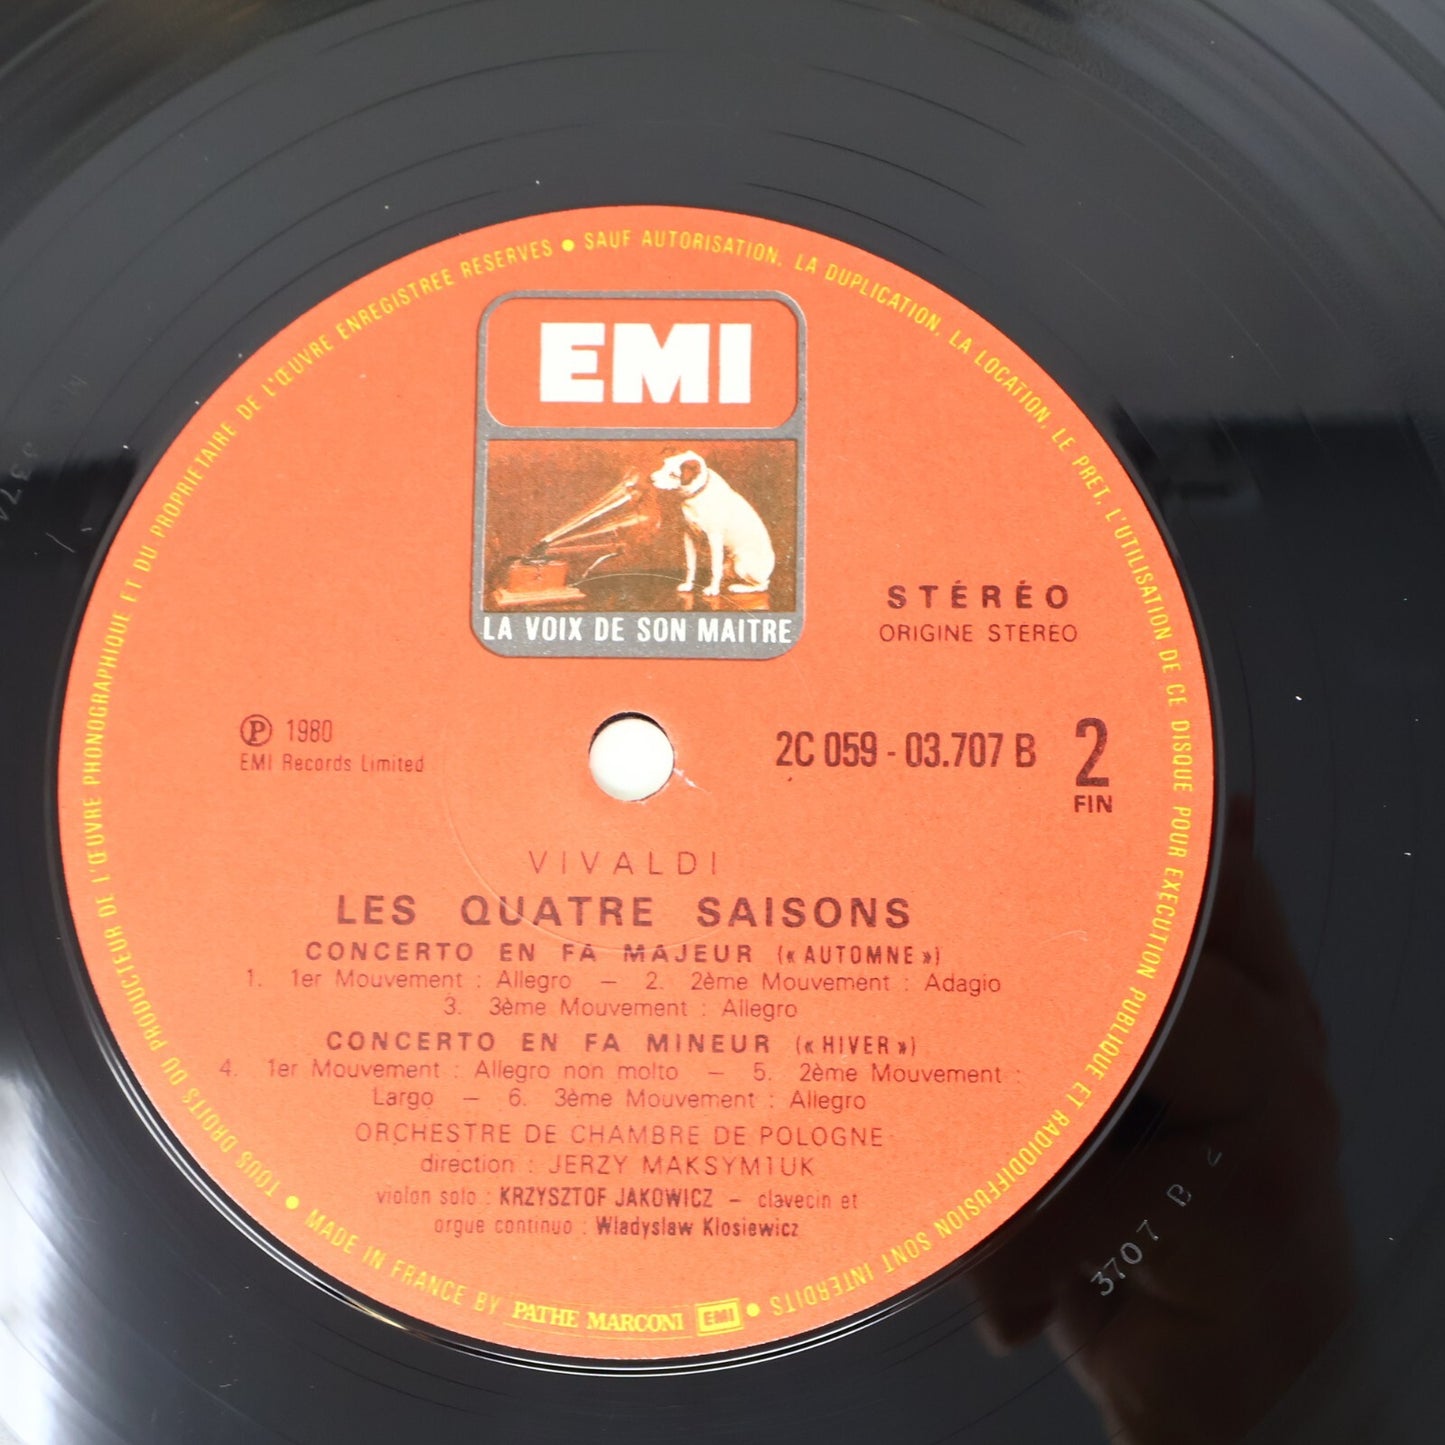 TOUS DROITS DU PRODUCTEUR DE L'ŒUVRE PHONOGRAPHIQUE ET DU PROPRIETAIRE DE L'ŒUVRE ENREGISTREE RESERVES ● SAUF AUTORISATION, LA DUPLICATION, LA LOCATION, LE PRET, L'UTILISATION DE CE DISQUE POUR EXECUTION PUBLIQUE ET RADIODIFFUSION SONT INTERDITS ●
EMI
LA VOIX DE SON MAITRE
STÉRÉO
ORIGINE STEREO
℗ 1980
EMI Records Limited
2C 059 - 03.707 B
2
FIN
VIVALDI
LES QUATRE SAISONS
CONCERTO EN FA MAJEUR (« AUTOMNE »)
1. 1er Mouvement : Allegro – 2. 2ème Mouvement : Adagio
3. 3ème Mouvement : Allegro
CONCERTO EN FA MINEUR (« HIVER »)
4. 1er Mouvement : Allegro non molto – 5. 2ème Mouvement :
Largo – 6. 3ème Mouvement : Allegro
ORCHESTRE DE CHAMBRE DE POLOGNE
direction : JERZY MAKSYM1UK
violon solo : KRZYSZTOF JAKOWICZ – clavecin et
orgue continuo : Wladyslaw Klosiewicz
● MADE IN FRANCE BY PATHE MARCONI EMI
3707 B 2